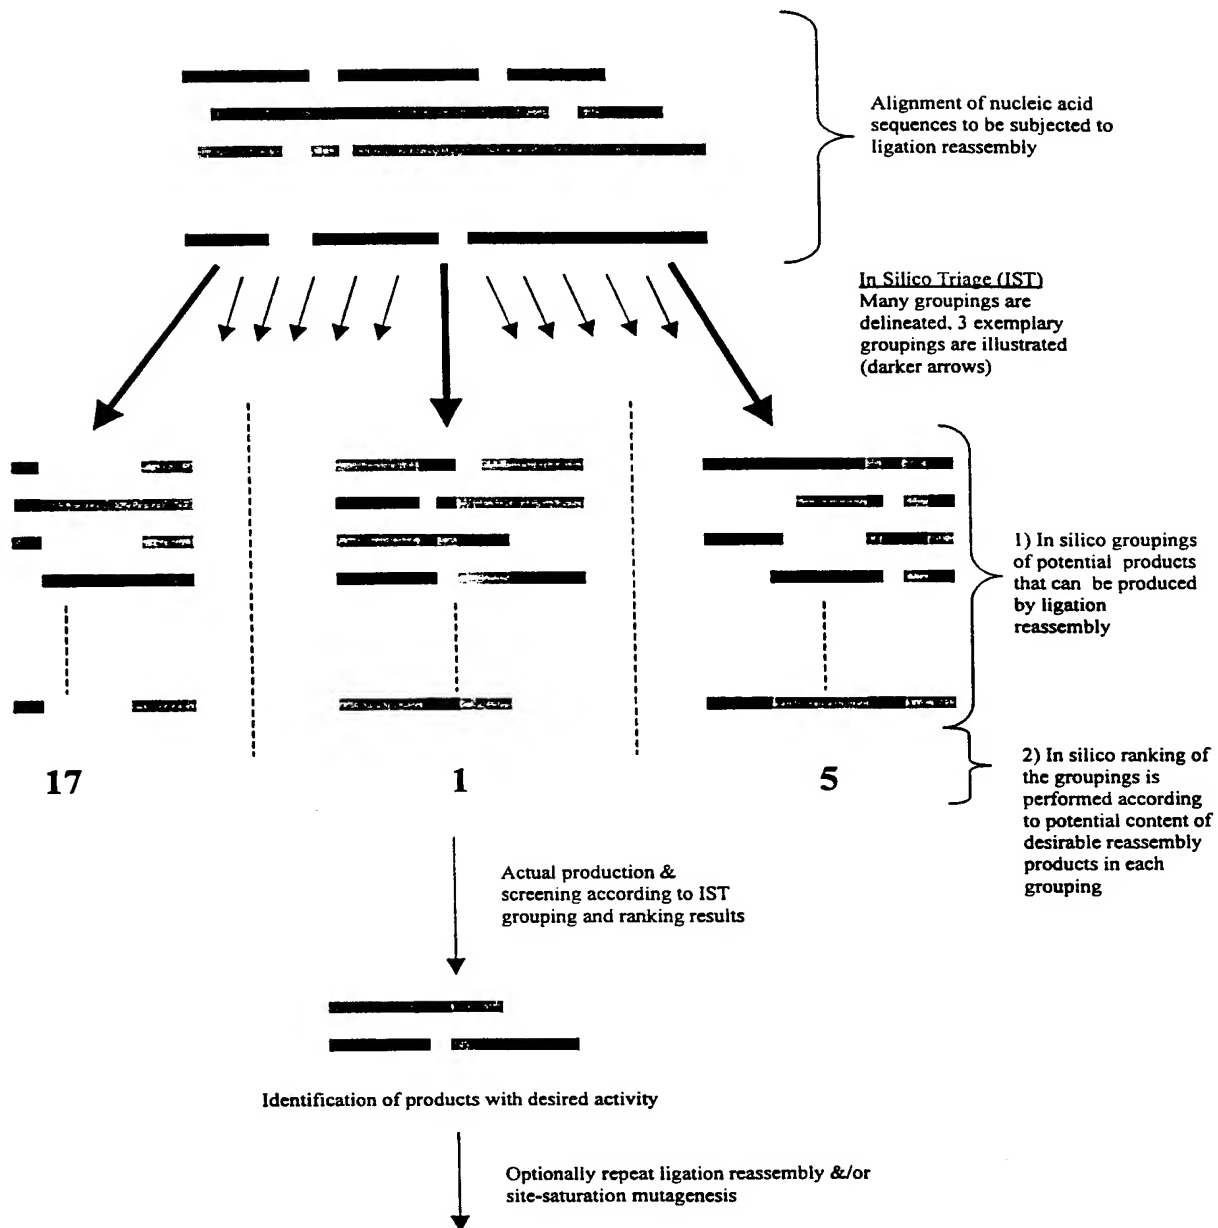 Alignment of nucleic acid
sequences to be subjected to
ligation reassembly
In Silico Triage (IST)
Many groupings are
delineated, 3 exemplary
groupings are illustrated
(darker arrows)
1) In silico groupings
of potential products
that can be produced
by ligation
reassembly
17
1
5
2) In silico ranking of
the groupings is
performed according
to potential content of
desirable reassembly
products in each
grouping
Actual production &
screening according to IST
grouping and ranking results
Identification of products with desired activity
Optionally repeat ligation reassembly &/or
site-saturation mutagenesis